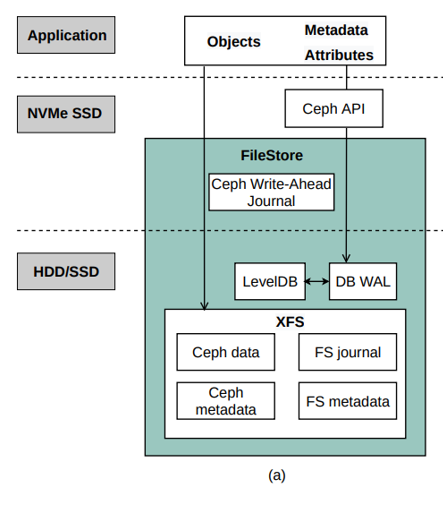 Application
Objects
Metadata
Attributes
NVMe SSD
Ceph API
FileStore
Ceph Write-Ahead
Journal
HDD/SSD
LevelDB
DB WAL
XFS
Ceph data
FS journal
Ceph
metadata
FS metadata
(a)